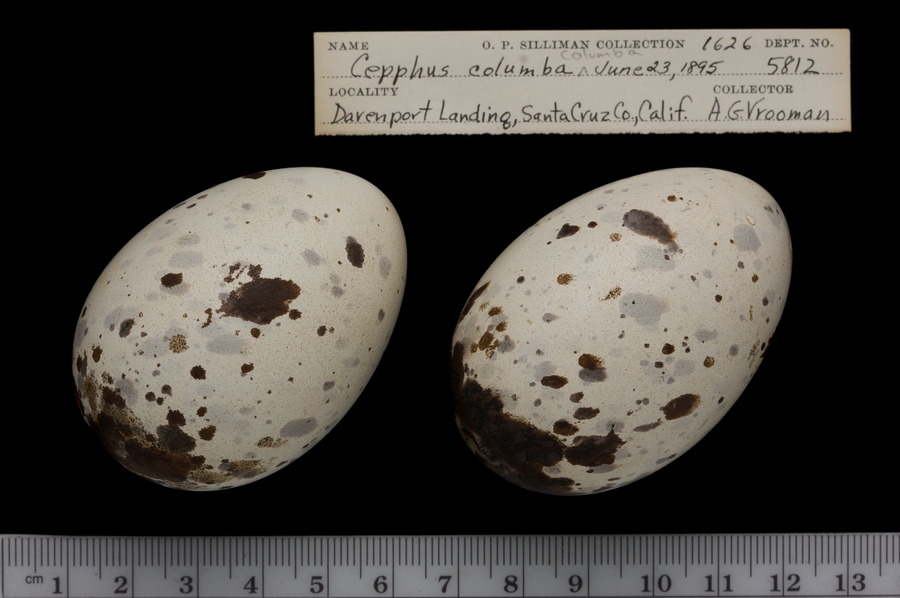 NAME O. P. SILLIMAN COLLECTION 1626 DEPT. NO.
columba
Cepphus columba ^ June 23, 1895 5812
LOCALITY COLLECTOR
Davenport Landing, Santa Cruz Co., Calif. A. G. Vrooman
cm 1 2 3 4 5 6 7 8 9 10 11 12 13